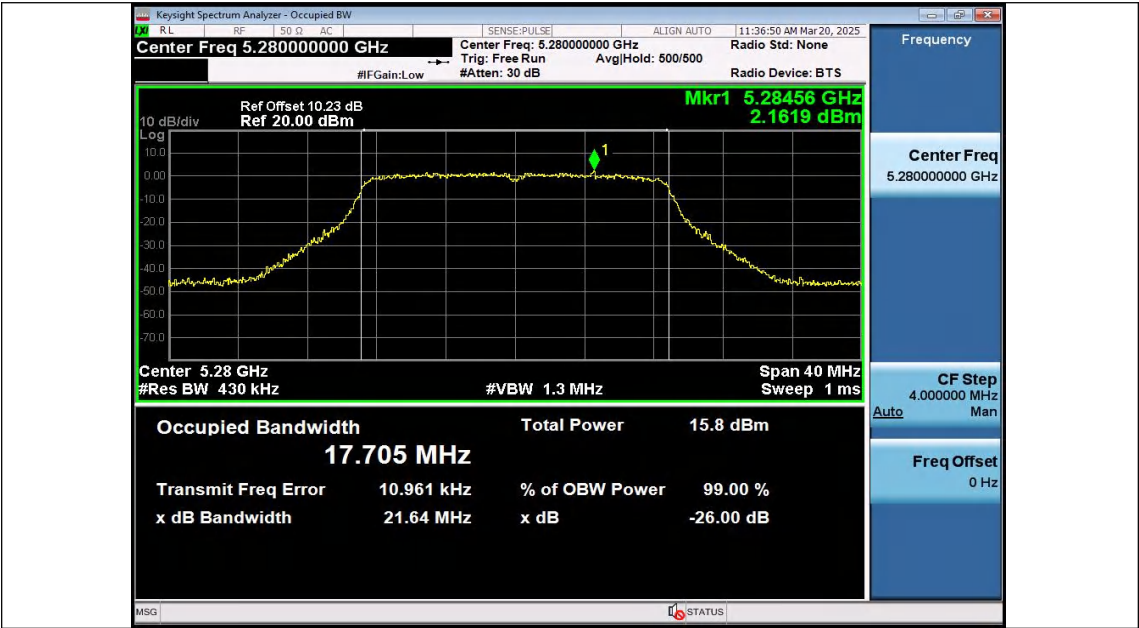 Keysight Spectrum Analyzer - Occupied BW
LXI RL RF 50 Ω AC SENSE:PULSE ALIGN AUTO 11:36:50 AM Mar 20, 2025
Center Freq 5.280000000 GHz
Center Freq: 5.280000000 GHz Radio Std: None
Trig: Free Run Avg|Hold: 500/500
#IFGain:Low #Atten: 30 dB Radio Device: BTS
Mkr1 5.28456 GHz
2.1619 dBm
Ref Offset 10.23 dB
10 dB/div Ref 20.00 dBm
Log
10.0
0.00
-10.0
-20.0
-30.0
-40.0
-50.0
-60.0
-70.0
1
Center 5.28 GHz Span 40 MHz
#Res BW 430 kHz #VBW 1.3 MHz Sweep 1 ms
Occupied Bandwidth Total Power 15.8 dBm
17.705 MHz
Transmit Freq Error 10.961 kHz % of OBW Power 99.00 %
x dB Bandwidth 21.64 MHz x dB -26.00 dB
MSG STATUS
Frequency
Center Freq
5.280000000 GHz
CF Step
4.000000 MHz
Auto Man
Freq Offset
0 Hz